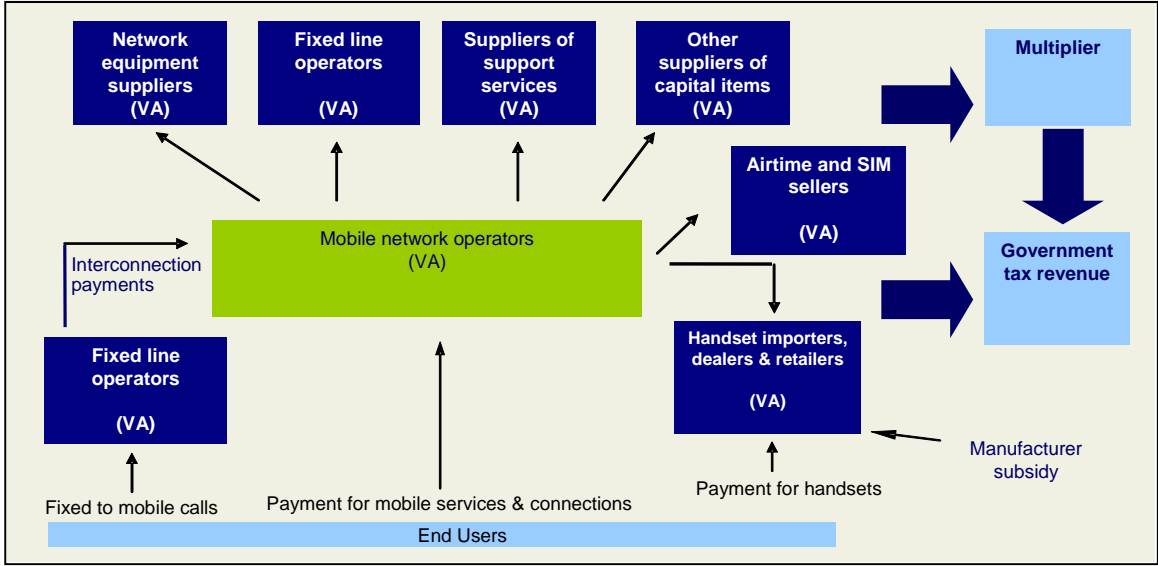 Network
equipment
suppliers
(VA)
Fixed line
operators
(VA)
Suppliers of
support
services
(VA)
Other
suppliers of
capital items
(VA)
Multiplier
Airtime and SIM
sellers
(VA)
Mobile network operators
(VA)
Interconnection
payments
Government
tax revenue
Fixed line
operators
(VA)
Handset importers,
dealers & retailers
(VA)
Manufacturer
subsidy
Fixed to mobile calls
Payment for mobile services & connections
Payment for handsets
End Users